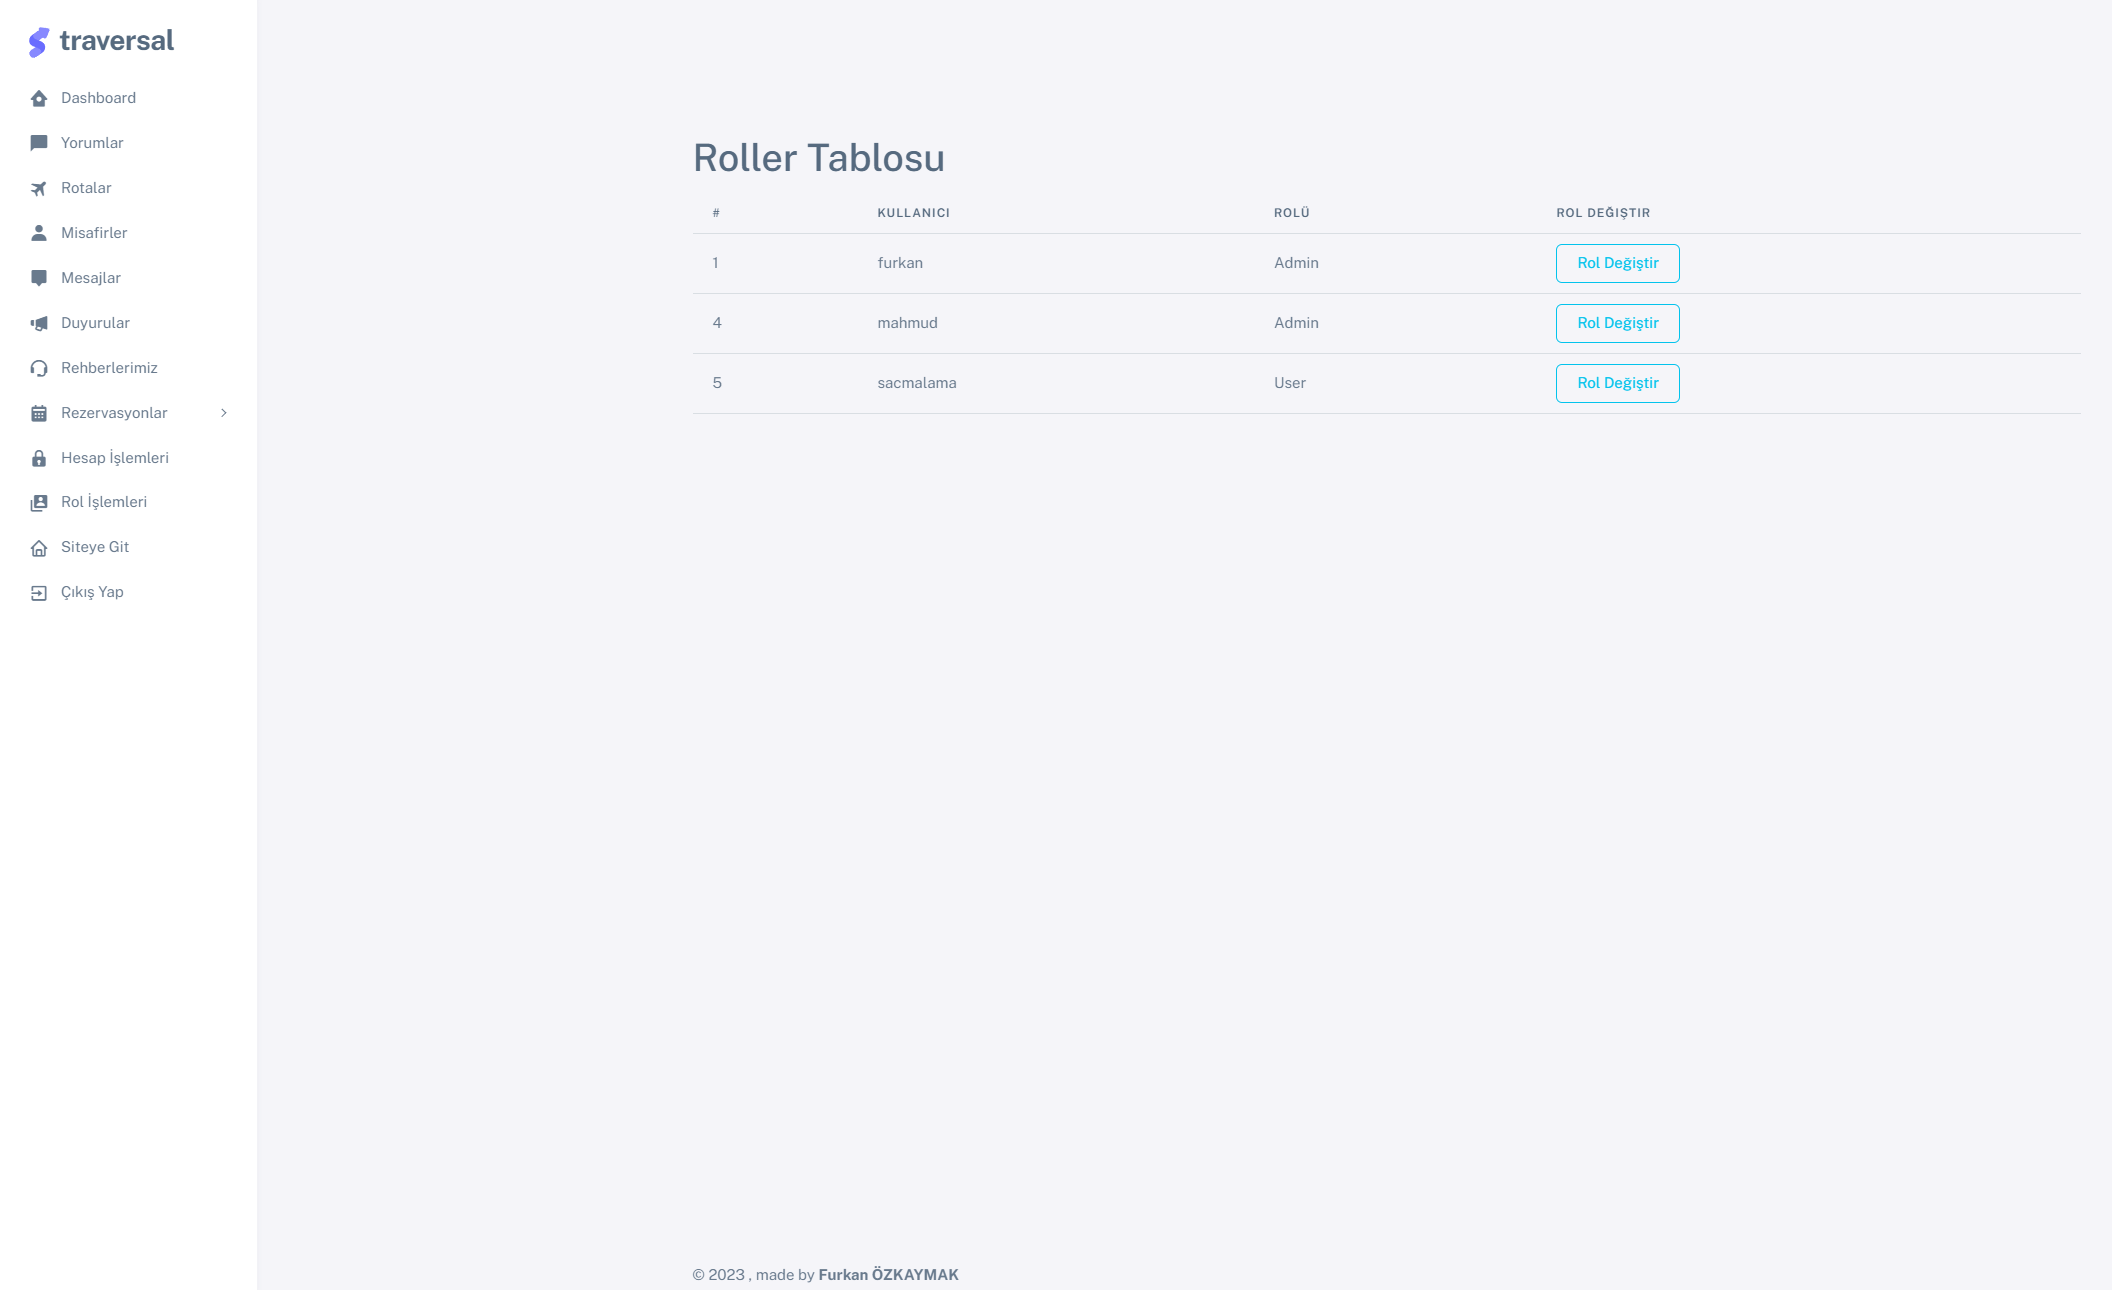 traversal
Dashboard
Yorumlar
Rotalar
Misafirler
Mesajlar
Duyurular
Rehberlerimiz
Rezervasyonlar
Hesap İşlemleri
Rol İşlemleri
Siteye Git
Çıkış Yap
Roller Tablosu
# KULLANICI ROLÜ ROL DEĞIŞTIR
1 furkan Admin Rol Değiştir
4 mahmud Admin Rol Değiştir
5 sacmalama User Rol Değiştir
© 2023 , made by Furkan ÖZKAYMAK